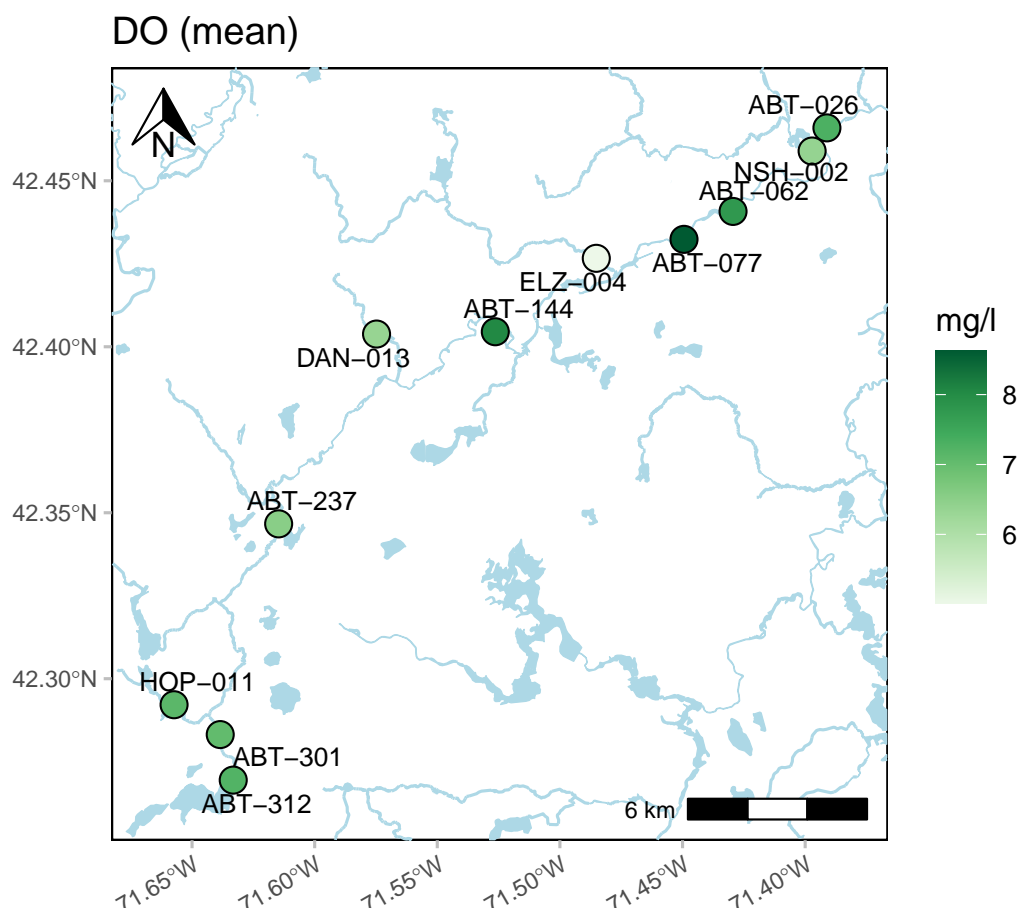 DO (mean)
N
ABT−026
NSH−002
ABT−062
ABT−077
ELZ−004
ABT−144
DAN−013
ABT−237
HOP−011
ABT−301
ABT−312
6 km
42.45°N
42.40°N
42.35°N
42.30°N
71.65°W
71.60°W
71.55°W
71.50°W
71.45°W
71.40°W
mg/l
8
7
6